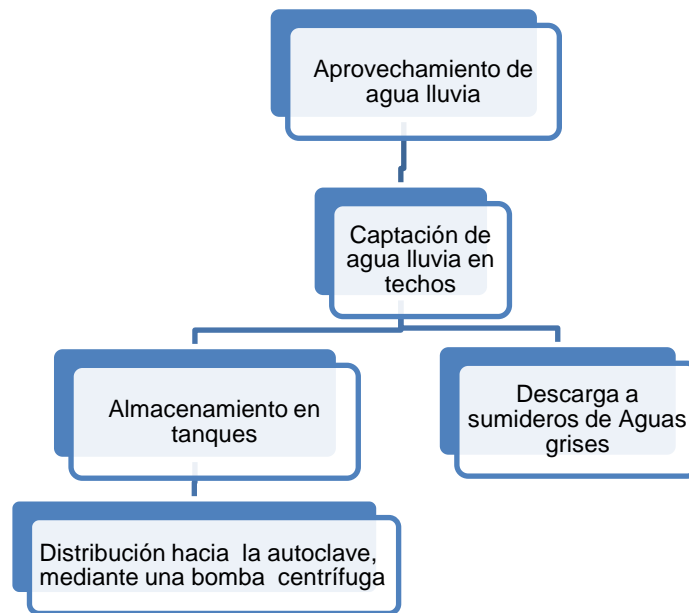 Aprovechamiento de
agua lluvia
Captación de
agua lluvia en
techos
Almacenamiento en
tanques
Descarga a
sumideros de Aguas
grises
Distribución hacia la autoclave,
mediante una bomba centrífuga